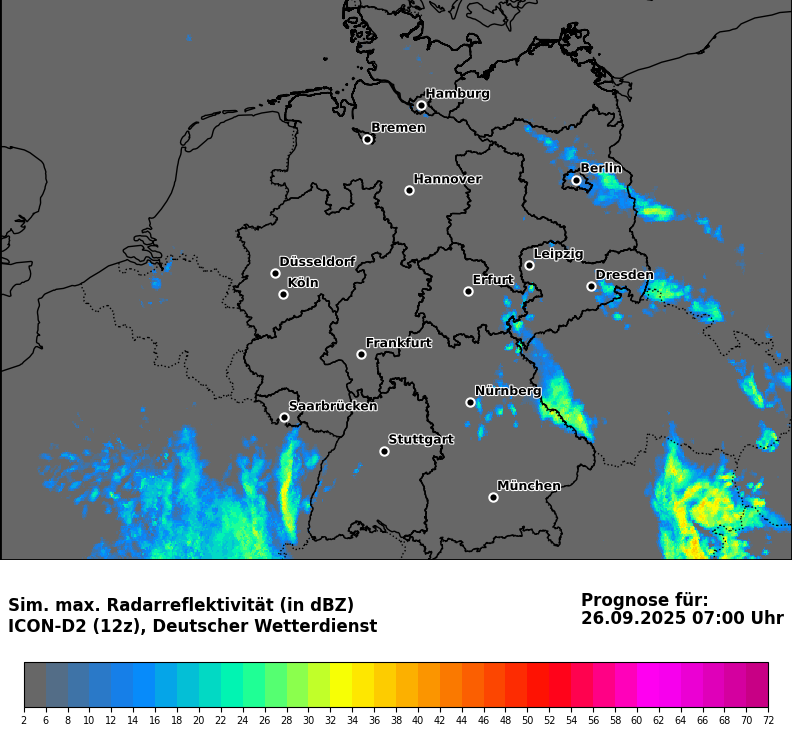 Hamburg
Bremen
Berlin
Hannover
Leipzig
Düsseldorf
Dresden
Köln
Erfurt
Frankfurt
Nürnberg
Saarbrücken
Stuttgart
München
Sim. max. Radarreflektivität (in dBZ)
ICON-D2 (12z), Deutscher Wetterdienst
Prognose für:
26.09.2025 07:00 Uhr
2 6 8 10 12 14 16 18 20 22 24 26 28 30 32 34 36 38 40 42 44 46 48 50 52 54 56 58 60 62 64 66 68 70 72